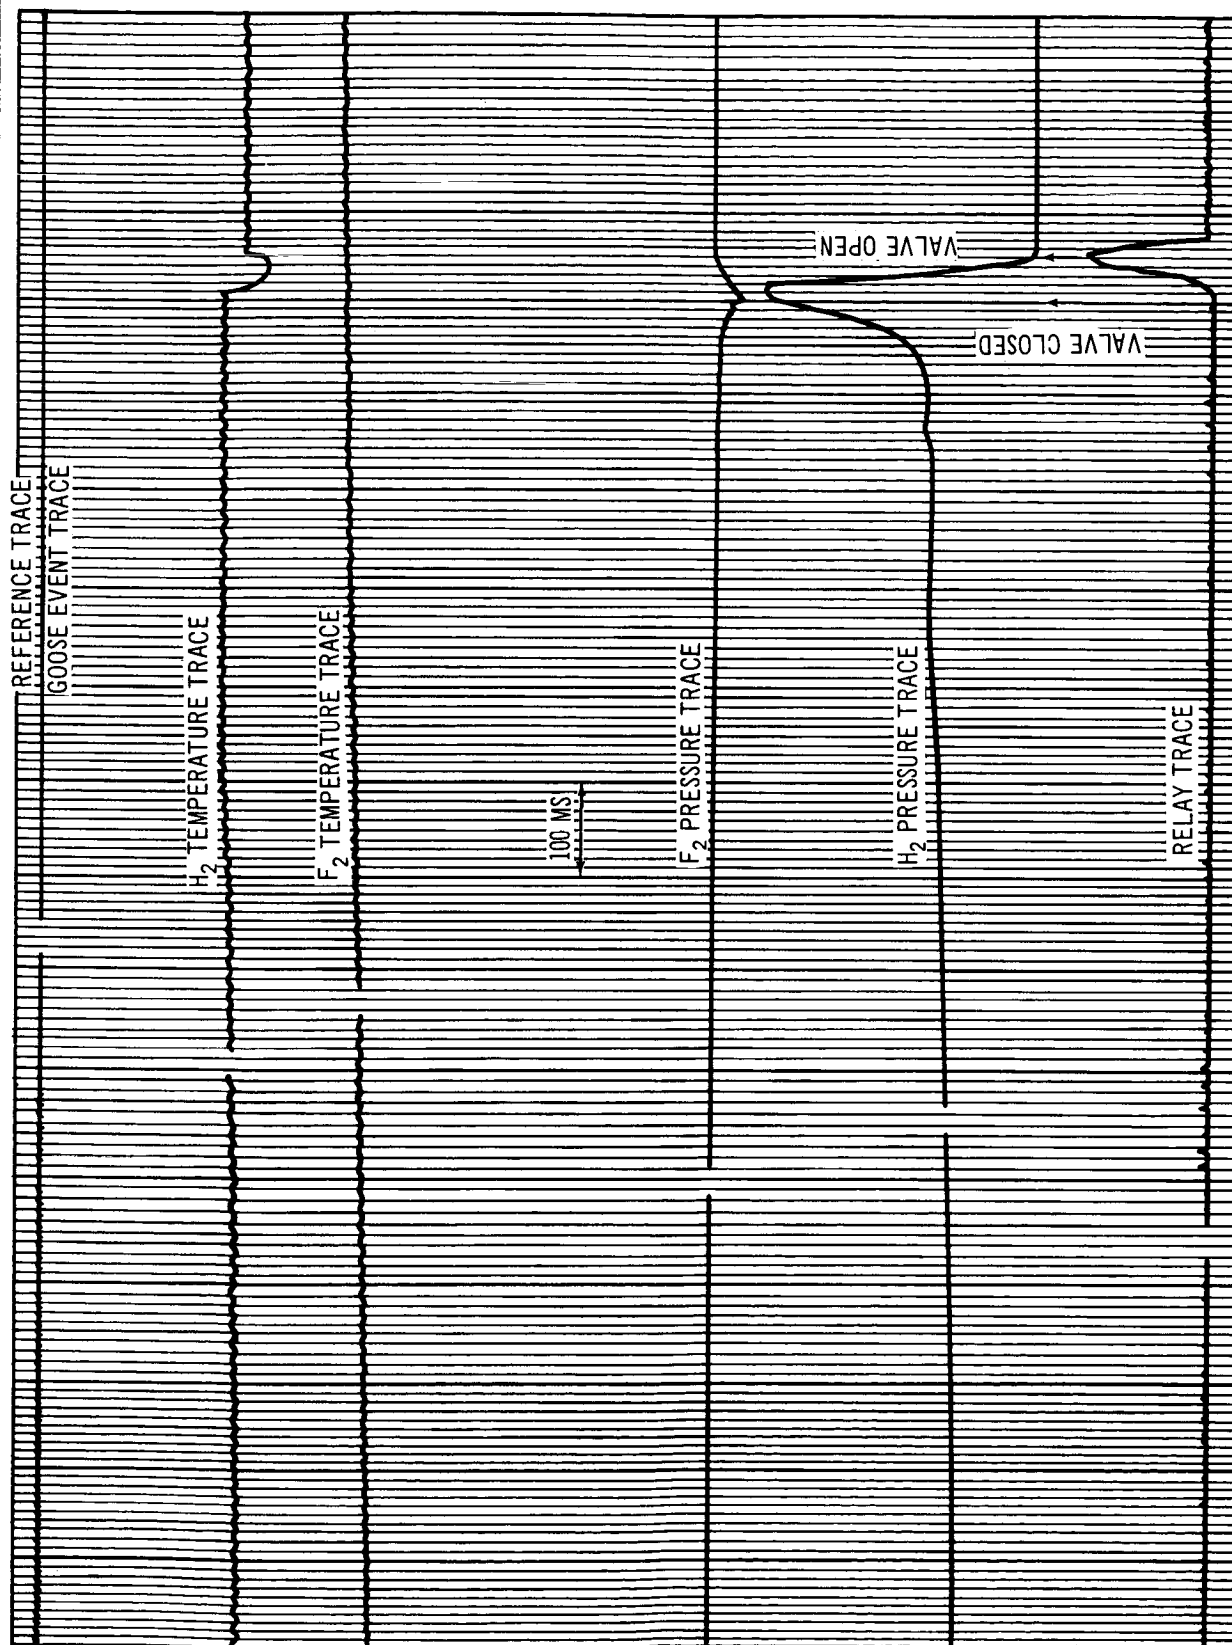 REFERENCE TRACE
GOOSE EVENT TRACE
H₂ TEMPERATURE TRACE
F₂ TEMPERATURE TRACE
100 MS
F₂ PRESSURE TRACE
H₂ PRESSURE TRACE
RELAY TRACE
VALVE OPEN
VALVE CLOSED